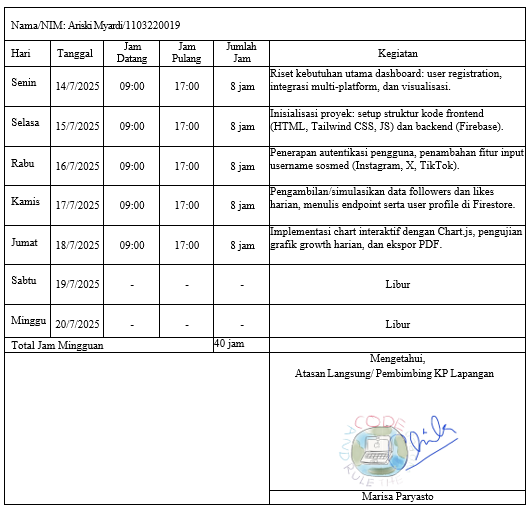 Nama/NIM: Ariski Myardi/1103220019
Hari Tanggal Jam Datang Jam Pulang Jumlah Jam Kegiatan
Senin 14/7/2025 09:00 17:00 8 jam Riset kebutuhan utama dashboard: user registration,
integrasi multi-platform, dan visualisasi.
Selasa 15/7/2025 09:00 17:00 8 jam Inisialisasi proyek: setup struktur kode frontend
(HTML, Tailwind CSS, JS) dan backend (Firebase).
Rabu 16/7/2025 09:00 17:00 8 jam Penerapan autentikasi pengguna, penambahan fitur input
username sosmed (Instagram, X, TikTok).
Kamis 17/7/2025 09:00 17:00 8 jam Pengambilan/simulasikan data followers dan likes
harian, menulis endpoint serta user profile di Firestore.
Jumat 18/7/2025 09:00 17:00 8 jam Implementasi chart interaktif dengan Chart.js, pengujian
grafik growth harian, dan ekspor PDF.
Sabtu 19/7/2025 - - - Libur
Minggu 20/7/2025 - - - Libur
Total Jam Mingguan 40 jam
Mengetahui,
Atasan Langsung/ Pembimbing KP Lapangan
CODE
AND
RULE THE
Marisa Paryasto